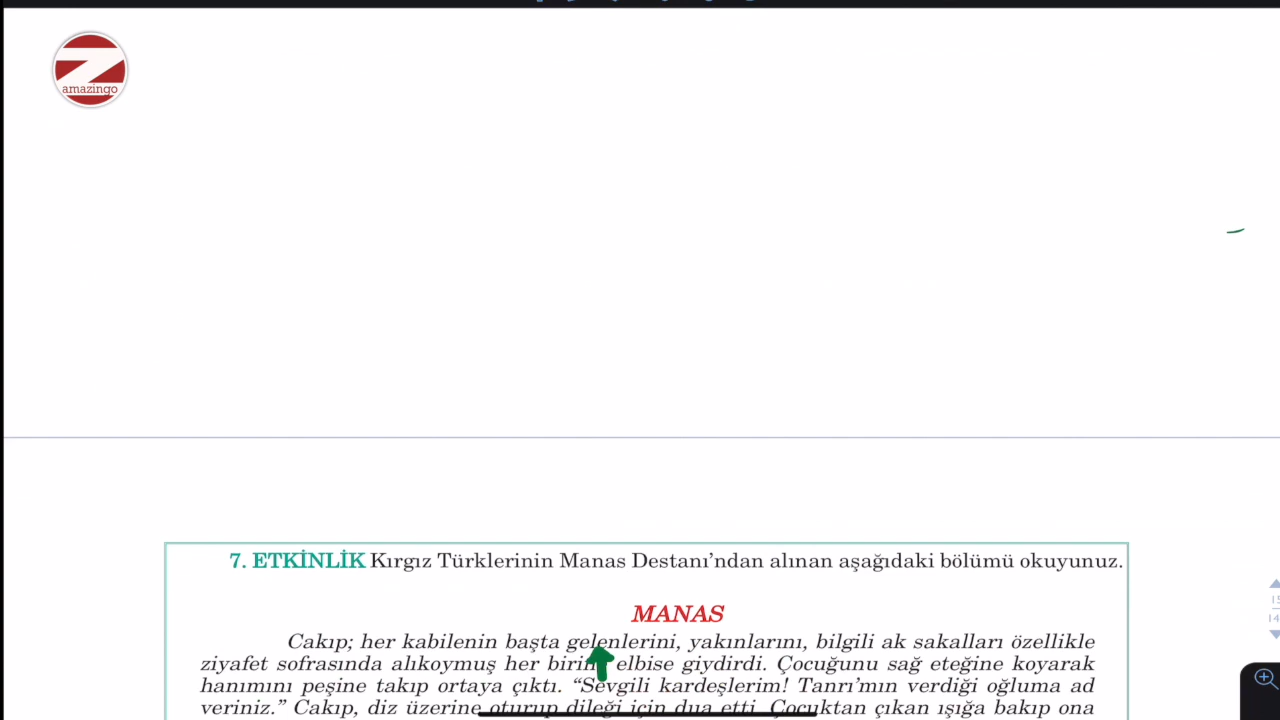 amazingo
7. ETKİNLİK Kırgız Türklerinin Manas Destanı’ndan alınan aşağıdaki bölümü okuyunuz.
MANAS
Cakıp; her kabilenin başta gelenlerini, yakınlarını, bilgili ak sakalları özellikle
ziyafet sofrasında alıkoymuş her elbise giydirdi. Çocuğunu sağ eteğine koyarak
hanımını peşine takıp ortaya çıktı. “Sevgili kardeşlerim! Tanrı’mın verdiği oğluma ad
veriniz.” Cakıp, diz üzerine oturup dileği için dua etti. Çocuktan çıkan ışığa bakıp ona